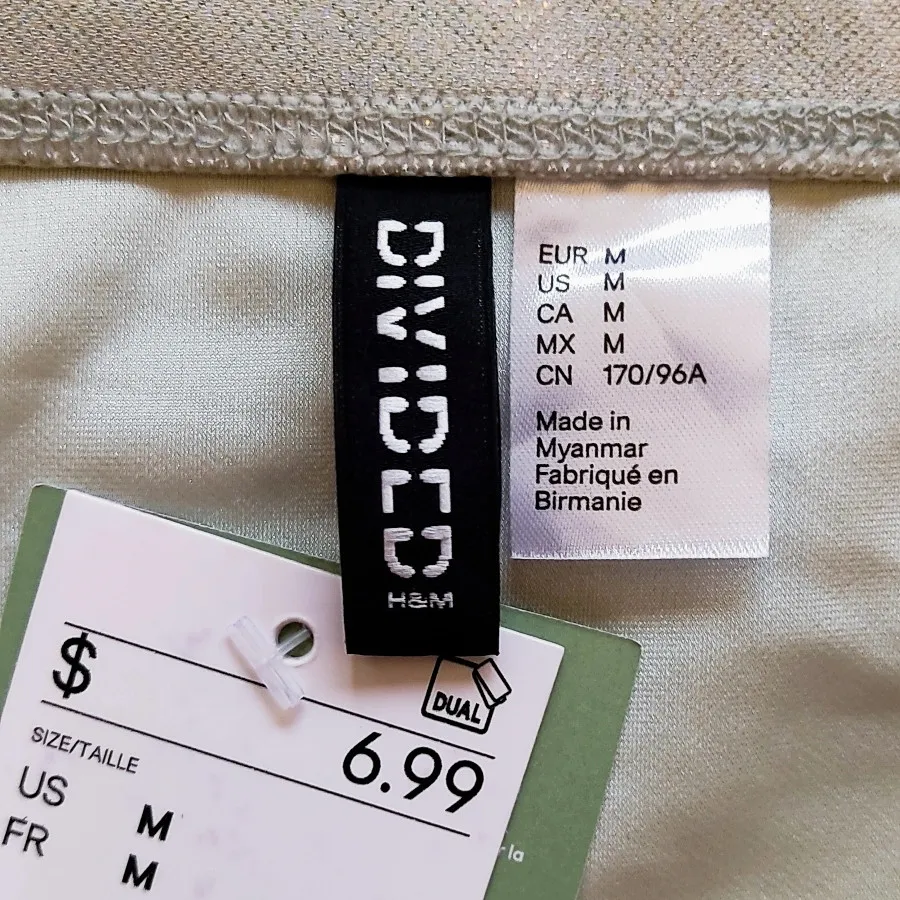 DIVIDED
H&M
EUR M
US M
CA M
MX M
CN 170/96A
Made in
Myanmar
Fabriqué en
Birmanie
$
DUAL
6.99
SIZE/TAILLE
US M
FR M
la